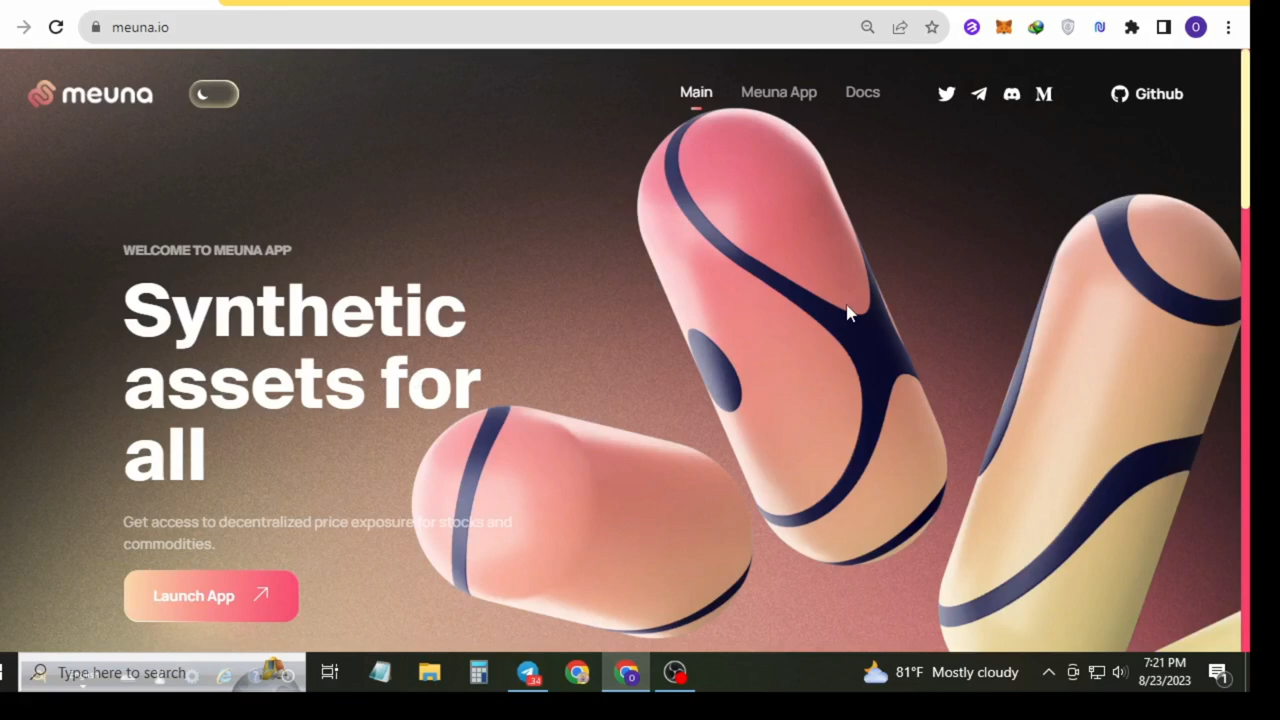 meuna.io
O
meuna
Main
Meuna App
Docs
M
Github
WELCOME TO MEUNA APP
Synthetic
assets for
all
Get access to decentralized price exposure for stocks and
commodities.
Launch App
Type here to search
34
O
81°F Mostly cloudy
7:21 PM
8/23/2023
1